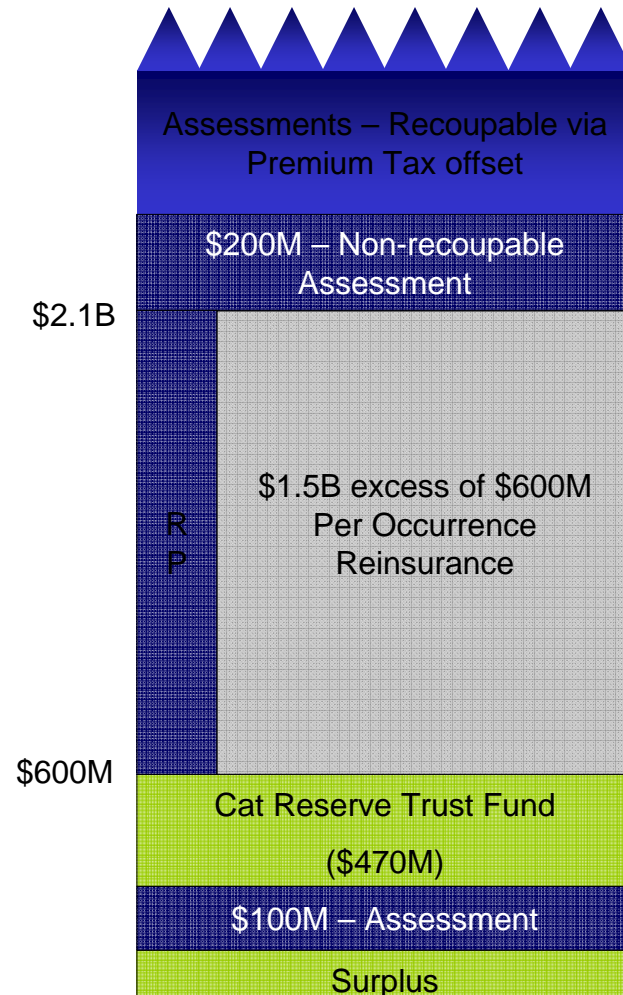 Assessments – Recoupable via
Premium Tax offset
$200M – Non-recoupable
Assessment
$2.1B
$1.5B excess of $600M
Per Occurrence
Reinsurance
R
P
$600M
Cat Reserve Trust Fund
($470M)
$100M – Assessment
Surplus